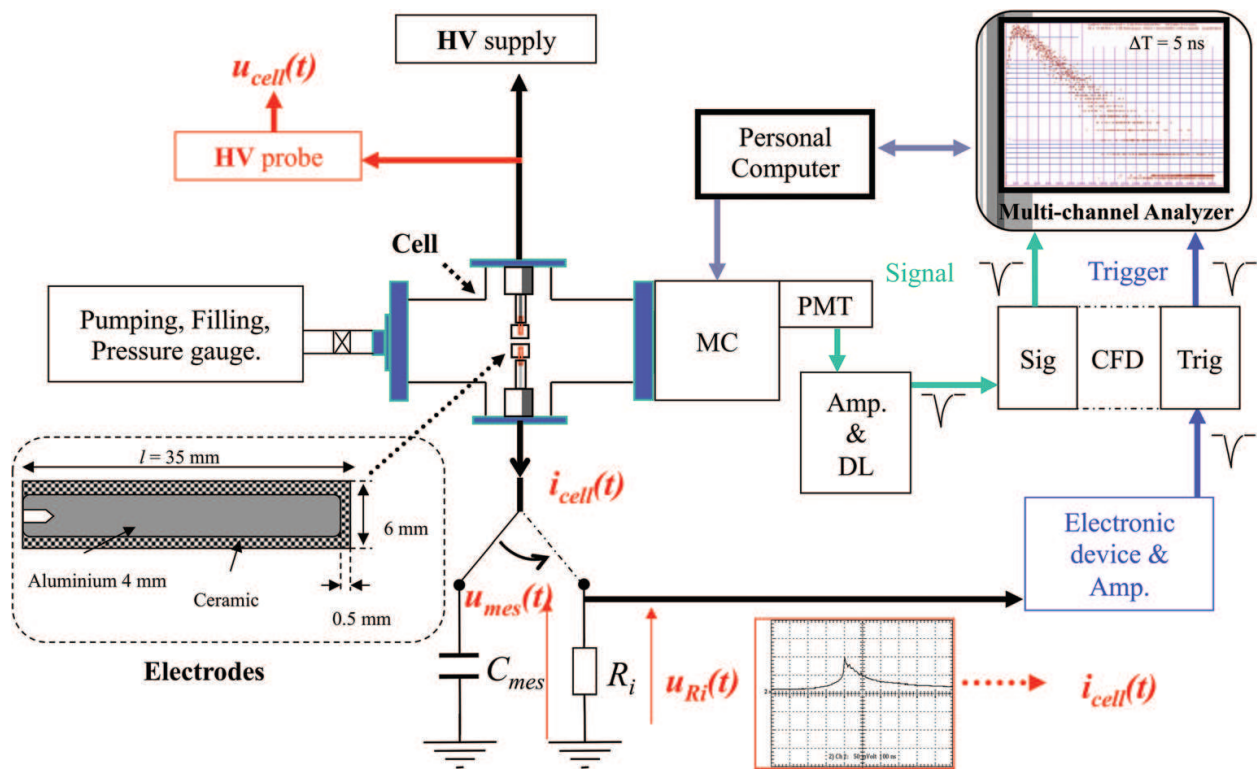 HV supply
ΔT = 5 ns
u_cell(t)
HV probe
Personal
Computer
Multi-channel Analyzer
Cell
Signal
Trigger
Pumping, Filling,
Pressure gauge.
MC
PMT
Sig
CFD
Trig
Amp.
&
DL
l = 35 mm
i_cell(t)
6 mm
Electronic
device &
Amp.
Aluminium 4 mm
Ceramic
0.5 mm
u_mes(t)
Electrodes
C_mes
R_i
u_Ri(t)
i_cell(t)